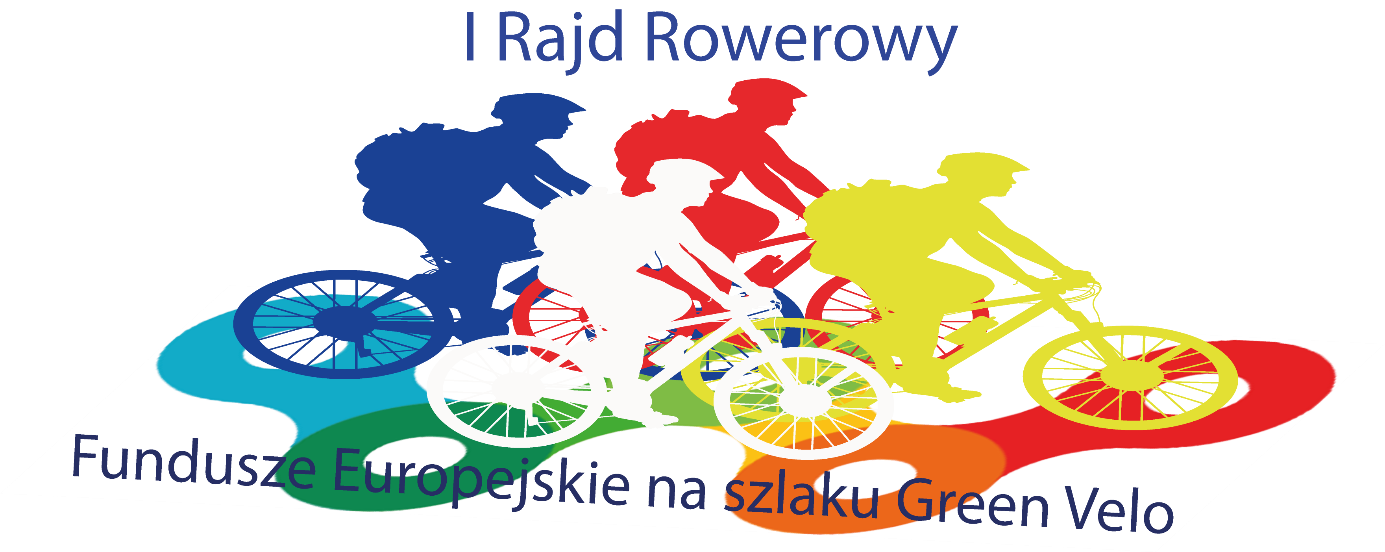 I Rajd Rowerowy
Fundusze Europejskie na szlaku Green Velo